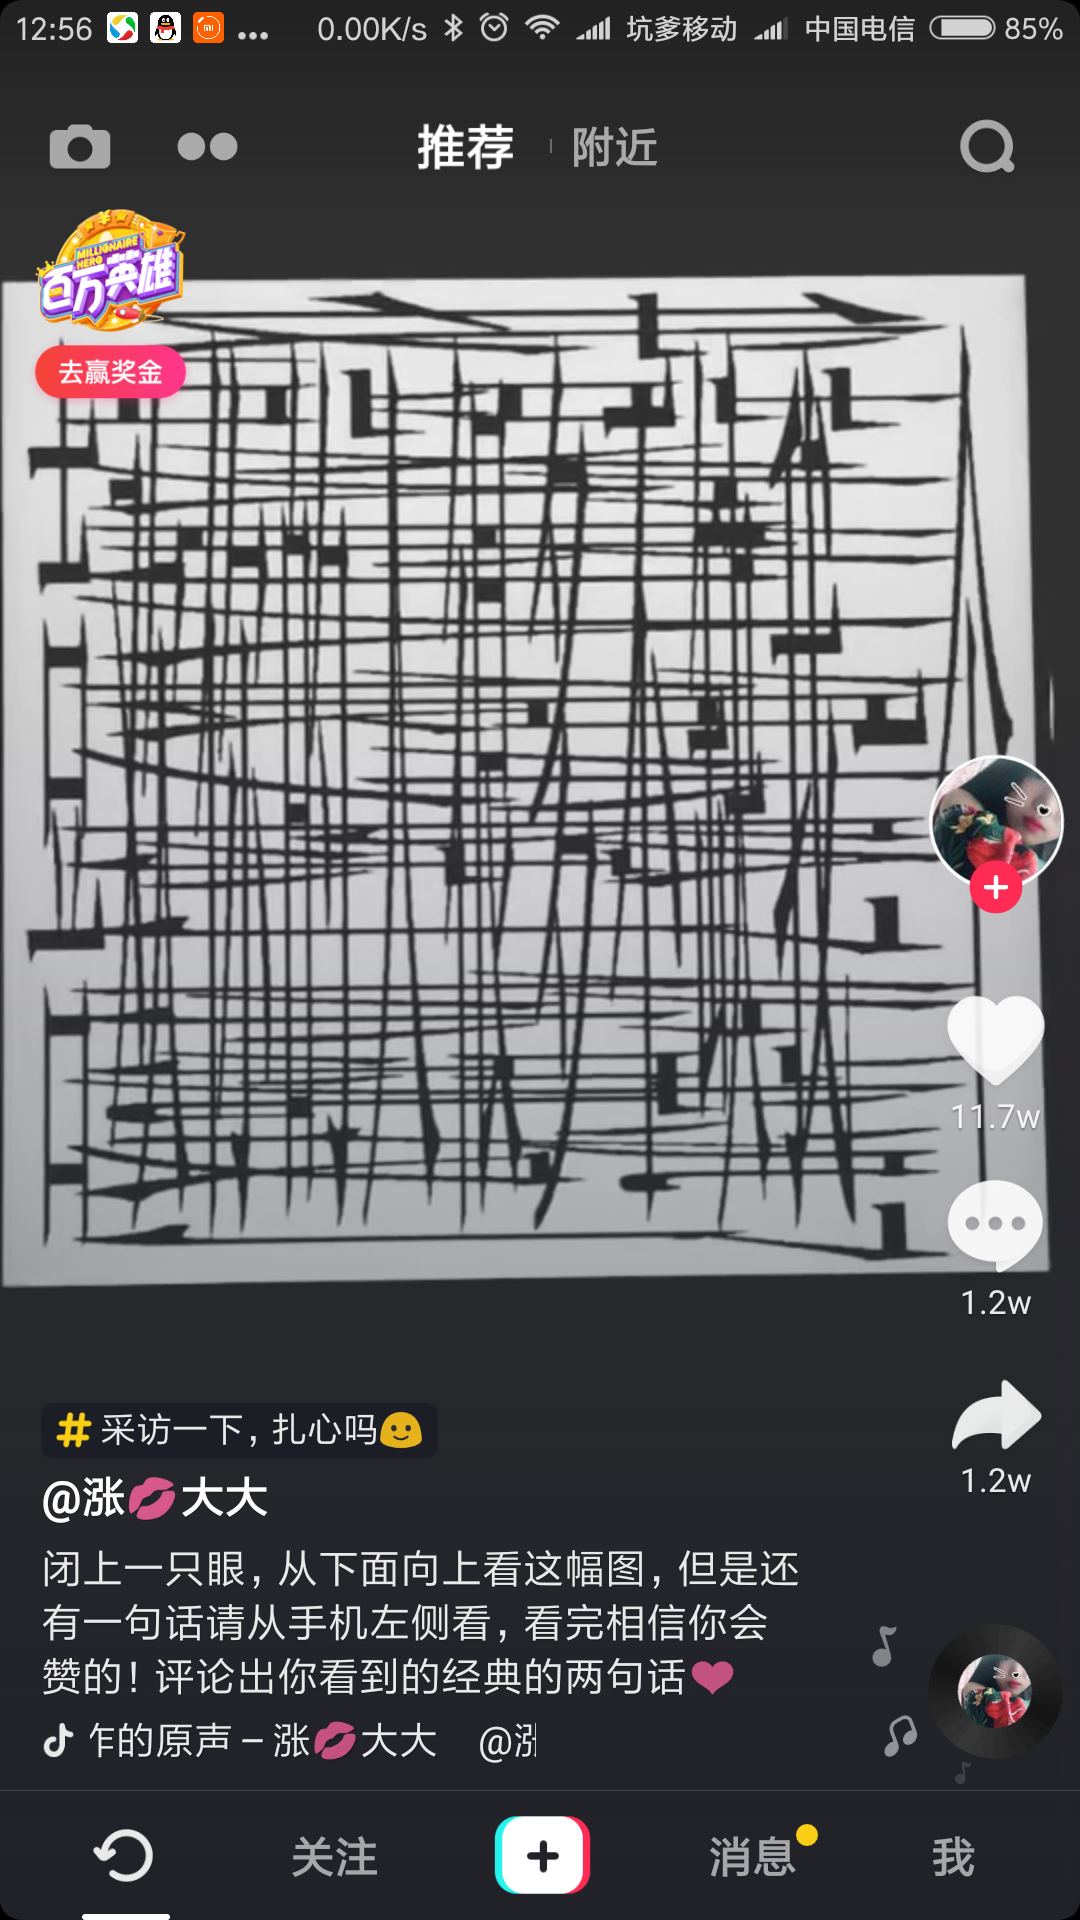 12:56 0.00K/s 坑爹移动 中国电信 85%
推荐 附近
MILLIONAIRE HERO
百万英雄
去赢奖金
11.7w
1.2w
1.2w
# 采访一下，扎心吗
@涨💋大大
闭上一只眼，从下面向上看这幅图，但是还
有一句话请从手机左侧看，看完相信你会
赞的！评论出你看到的经典的两句话❤
乍的原声 – 涨💋大大 @涨
关注 消息 我